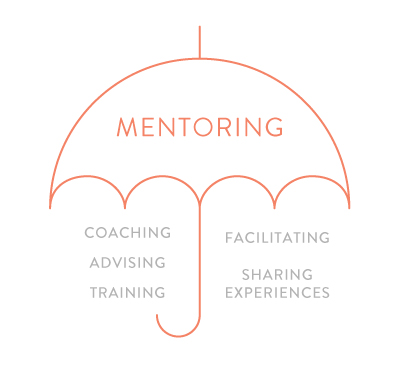 MENTORING
COACHING
ADVISING
TRAINING
FACILITATING
SHARING
EXPERIENCES